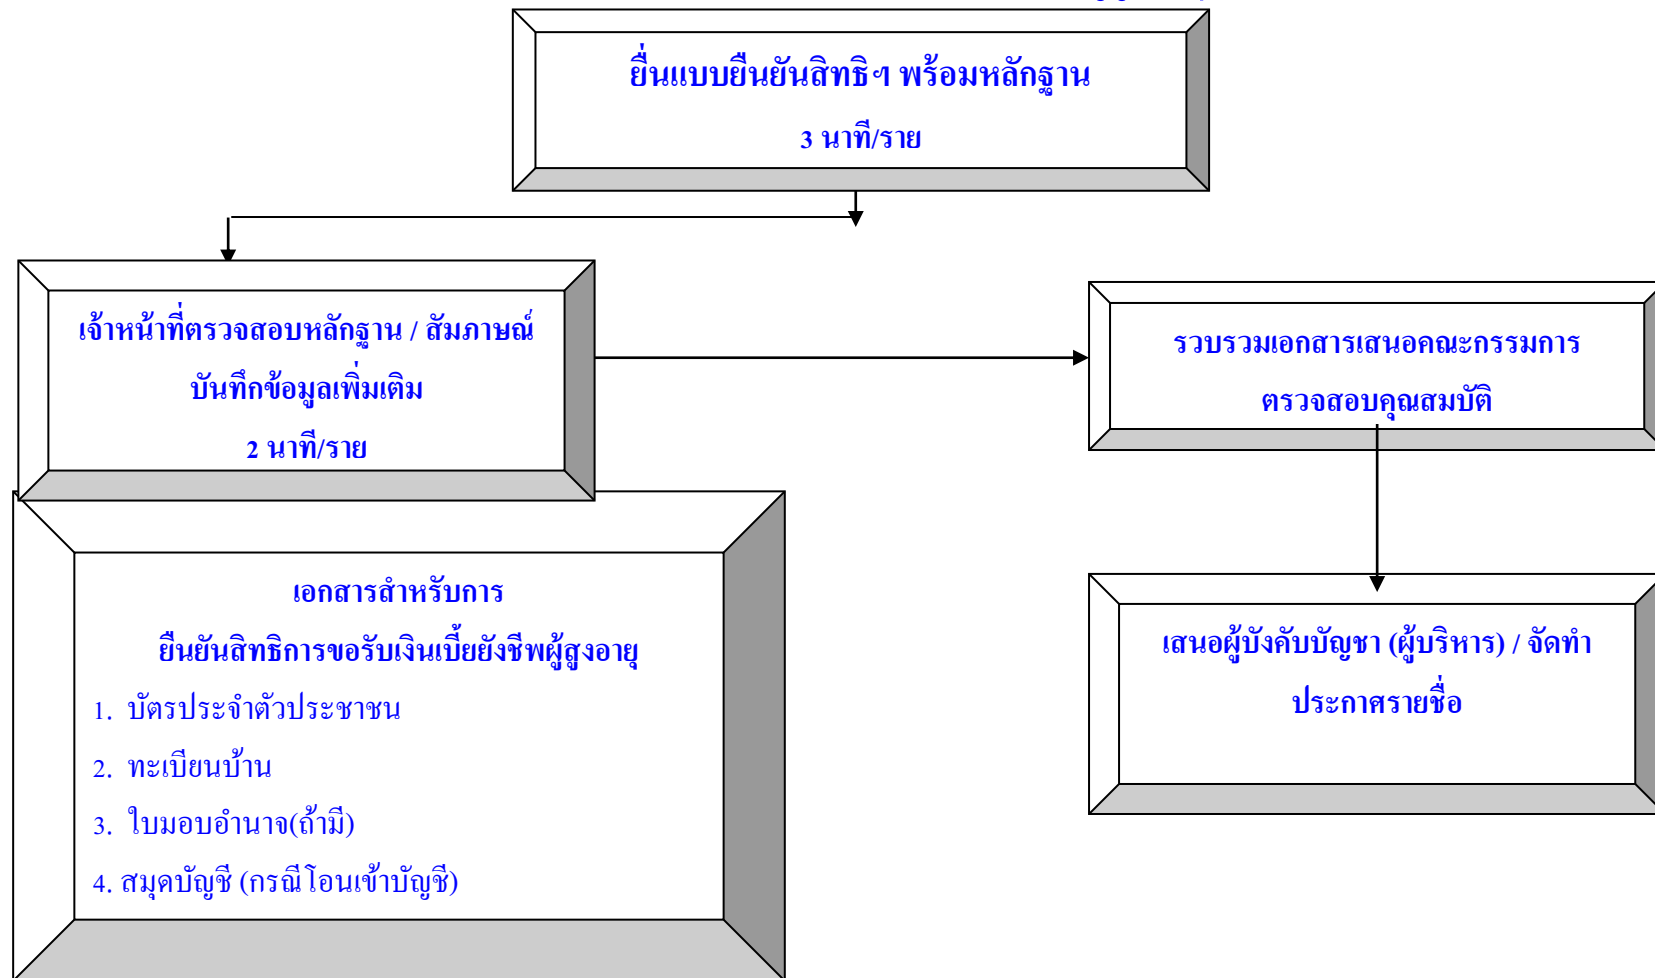 ยื่นแบบยืนยันสิทธิฯ พร้อมหลักฐาน
3 นาที/ราย
เจ้าหน้าที่ตรวจสอบหลักฐาน / สัมภาษณ์
บันทึกข้อมูลเพิ่มเติม
2 นาที/ราย
รวบรวมเอกสารเสนอคณะกรรมการ
ตรวจสอบคุณสมบัติ
เอกสารสำหรับการ
ยืนยันสิทธิการขอรับเงินเบี้ยยังชีพผู้สูงอายุ
1. บัตรประจำตัวประชาชน
2. ทะเบียนบ้าน
3. ใบมอบอำนาจ(ถ้ามี)
4. สมุดบัญชี (กรณีโอนเข้าบัญชี)
เสนอผู้บังคับบัญชา (ผู้บริหาร) / จัดทำ
ประกาศรายชื่อ